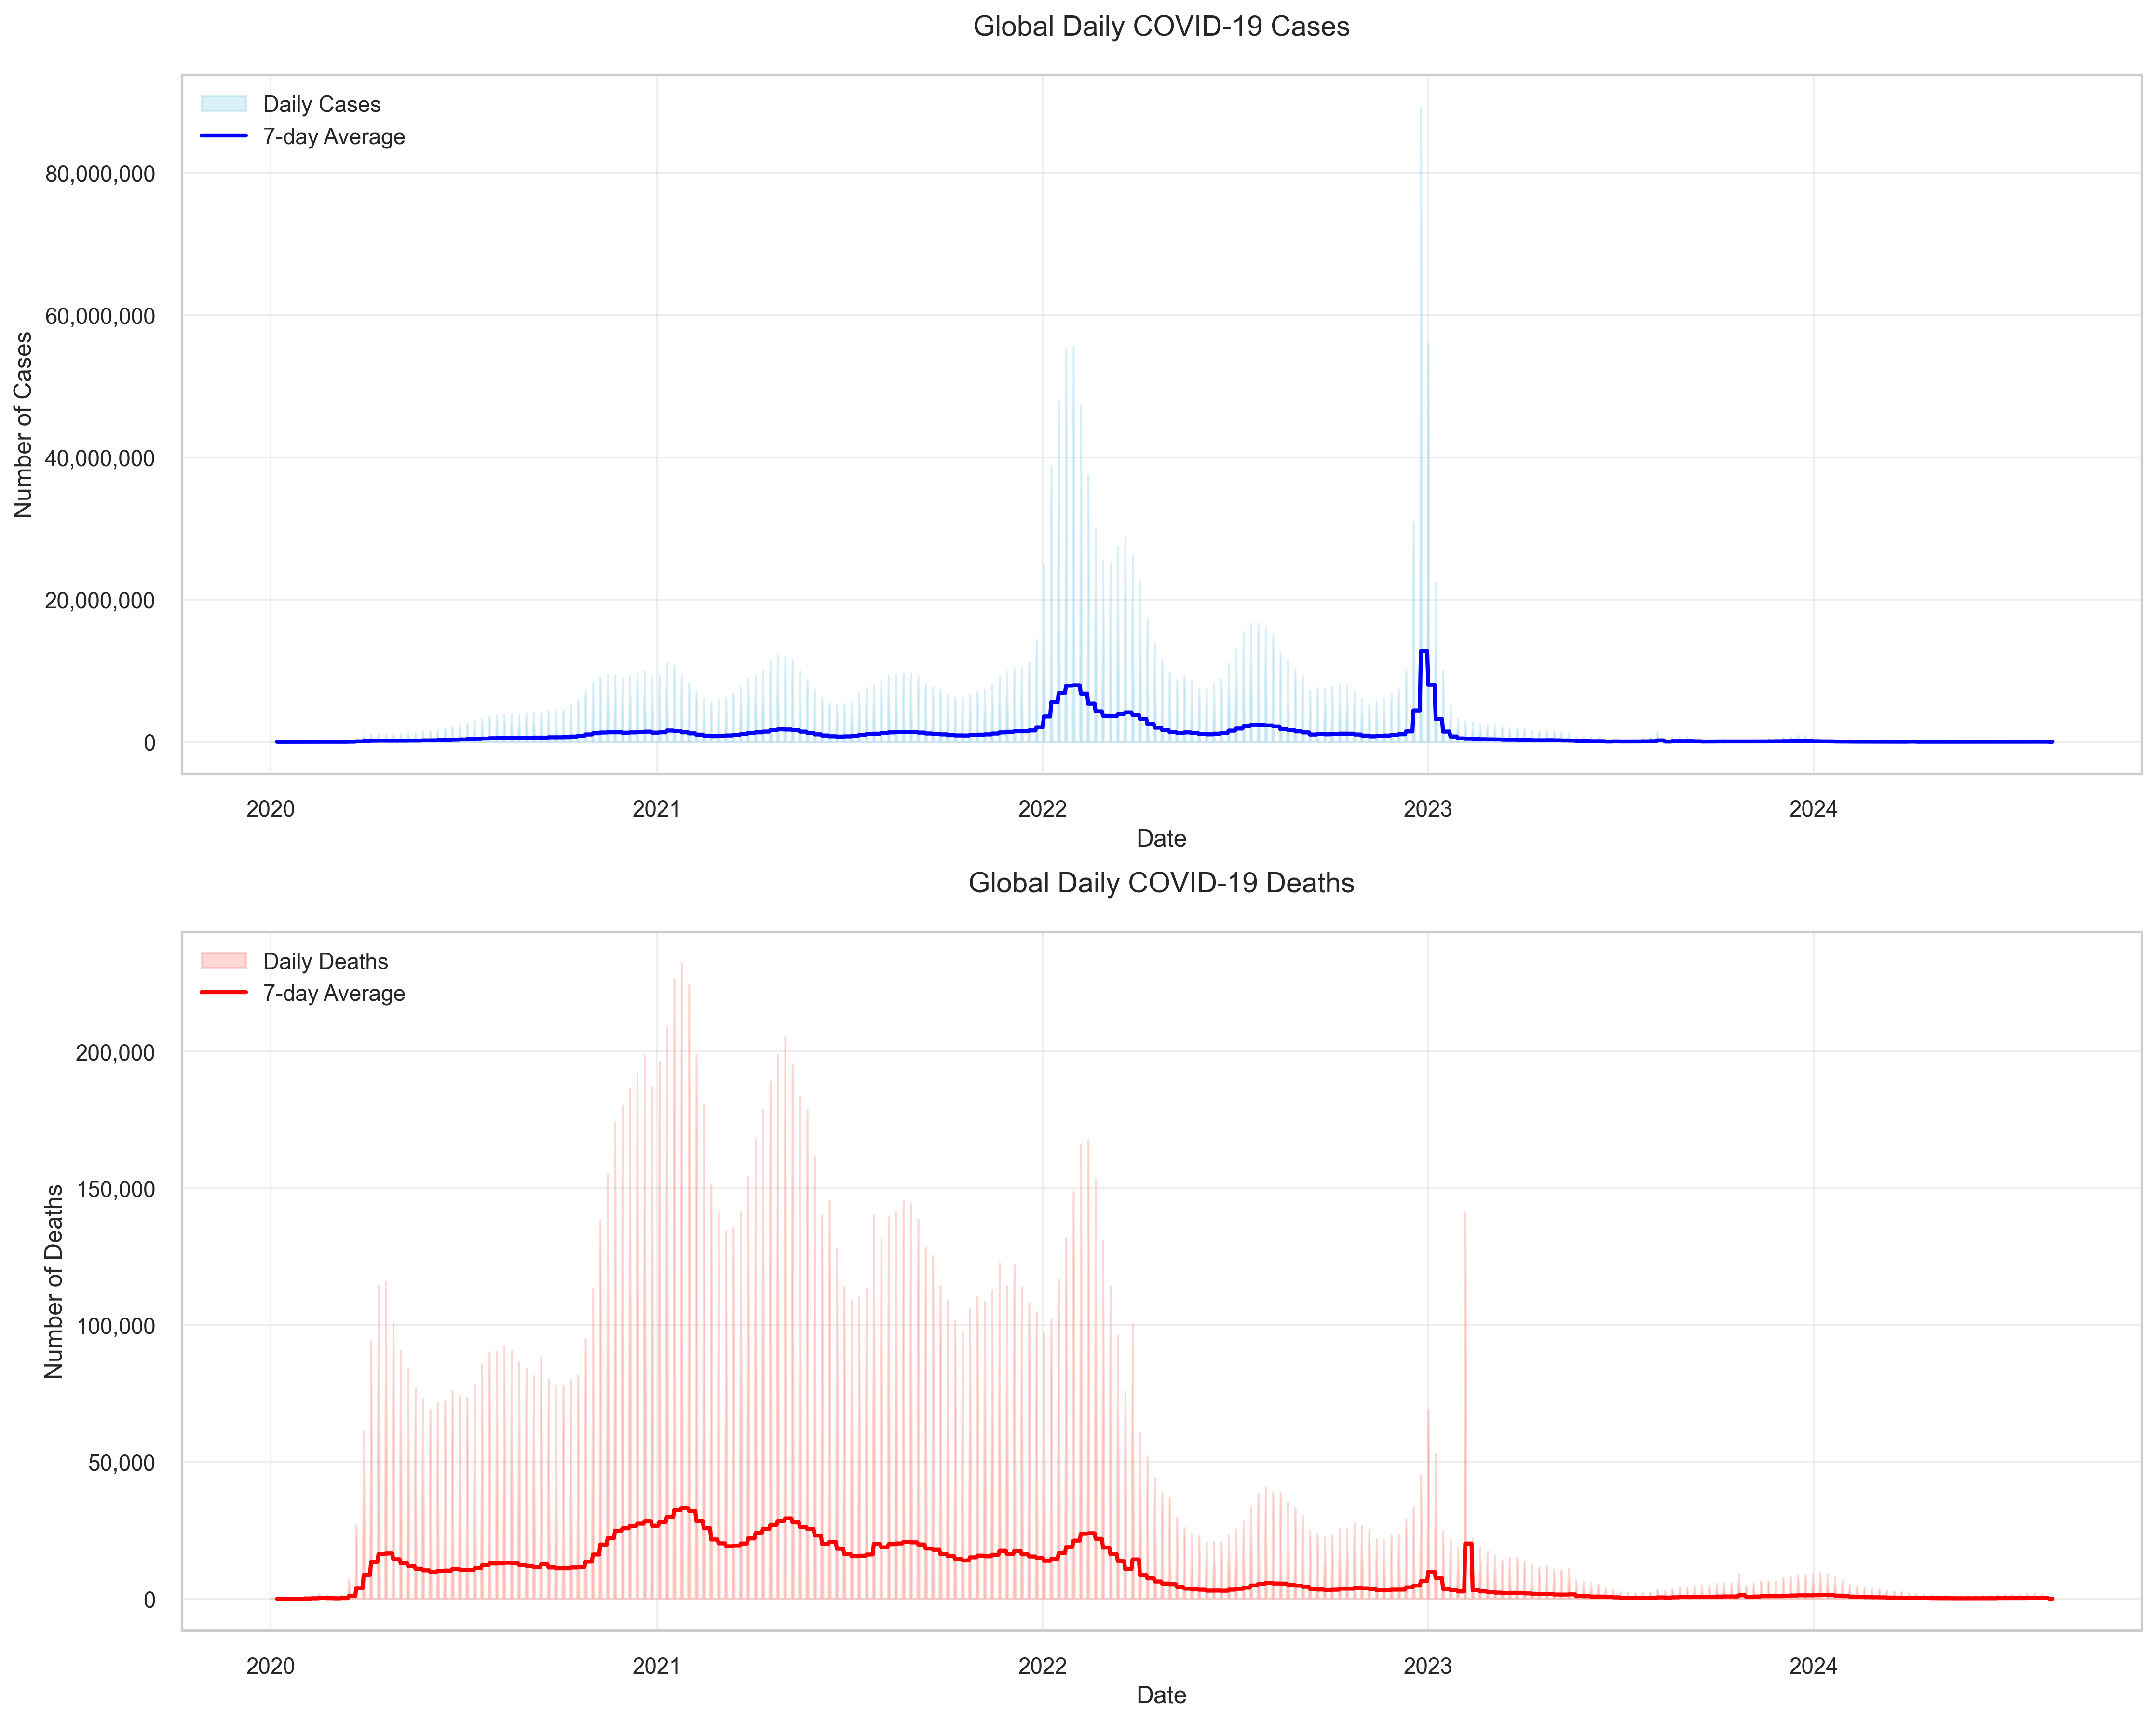 Global Daily COVID-19 Cases
Daily Cases
7-day Average
80,000,000
60,000,000
40,000,000
20,000,000
0
Number of Cases
2020 2021 2022 2023 2024
Date
Global Daily COVID-19 Deaths
Daily Deaths
7-day Average
200,000
150,000
100,000
50,000
0
Number of Deaths
2020 2021 2022 2023 2024
Date